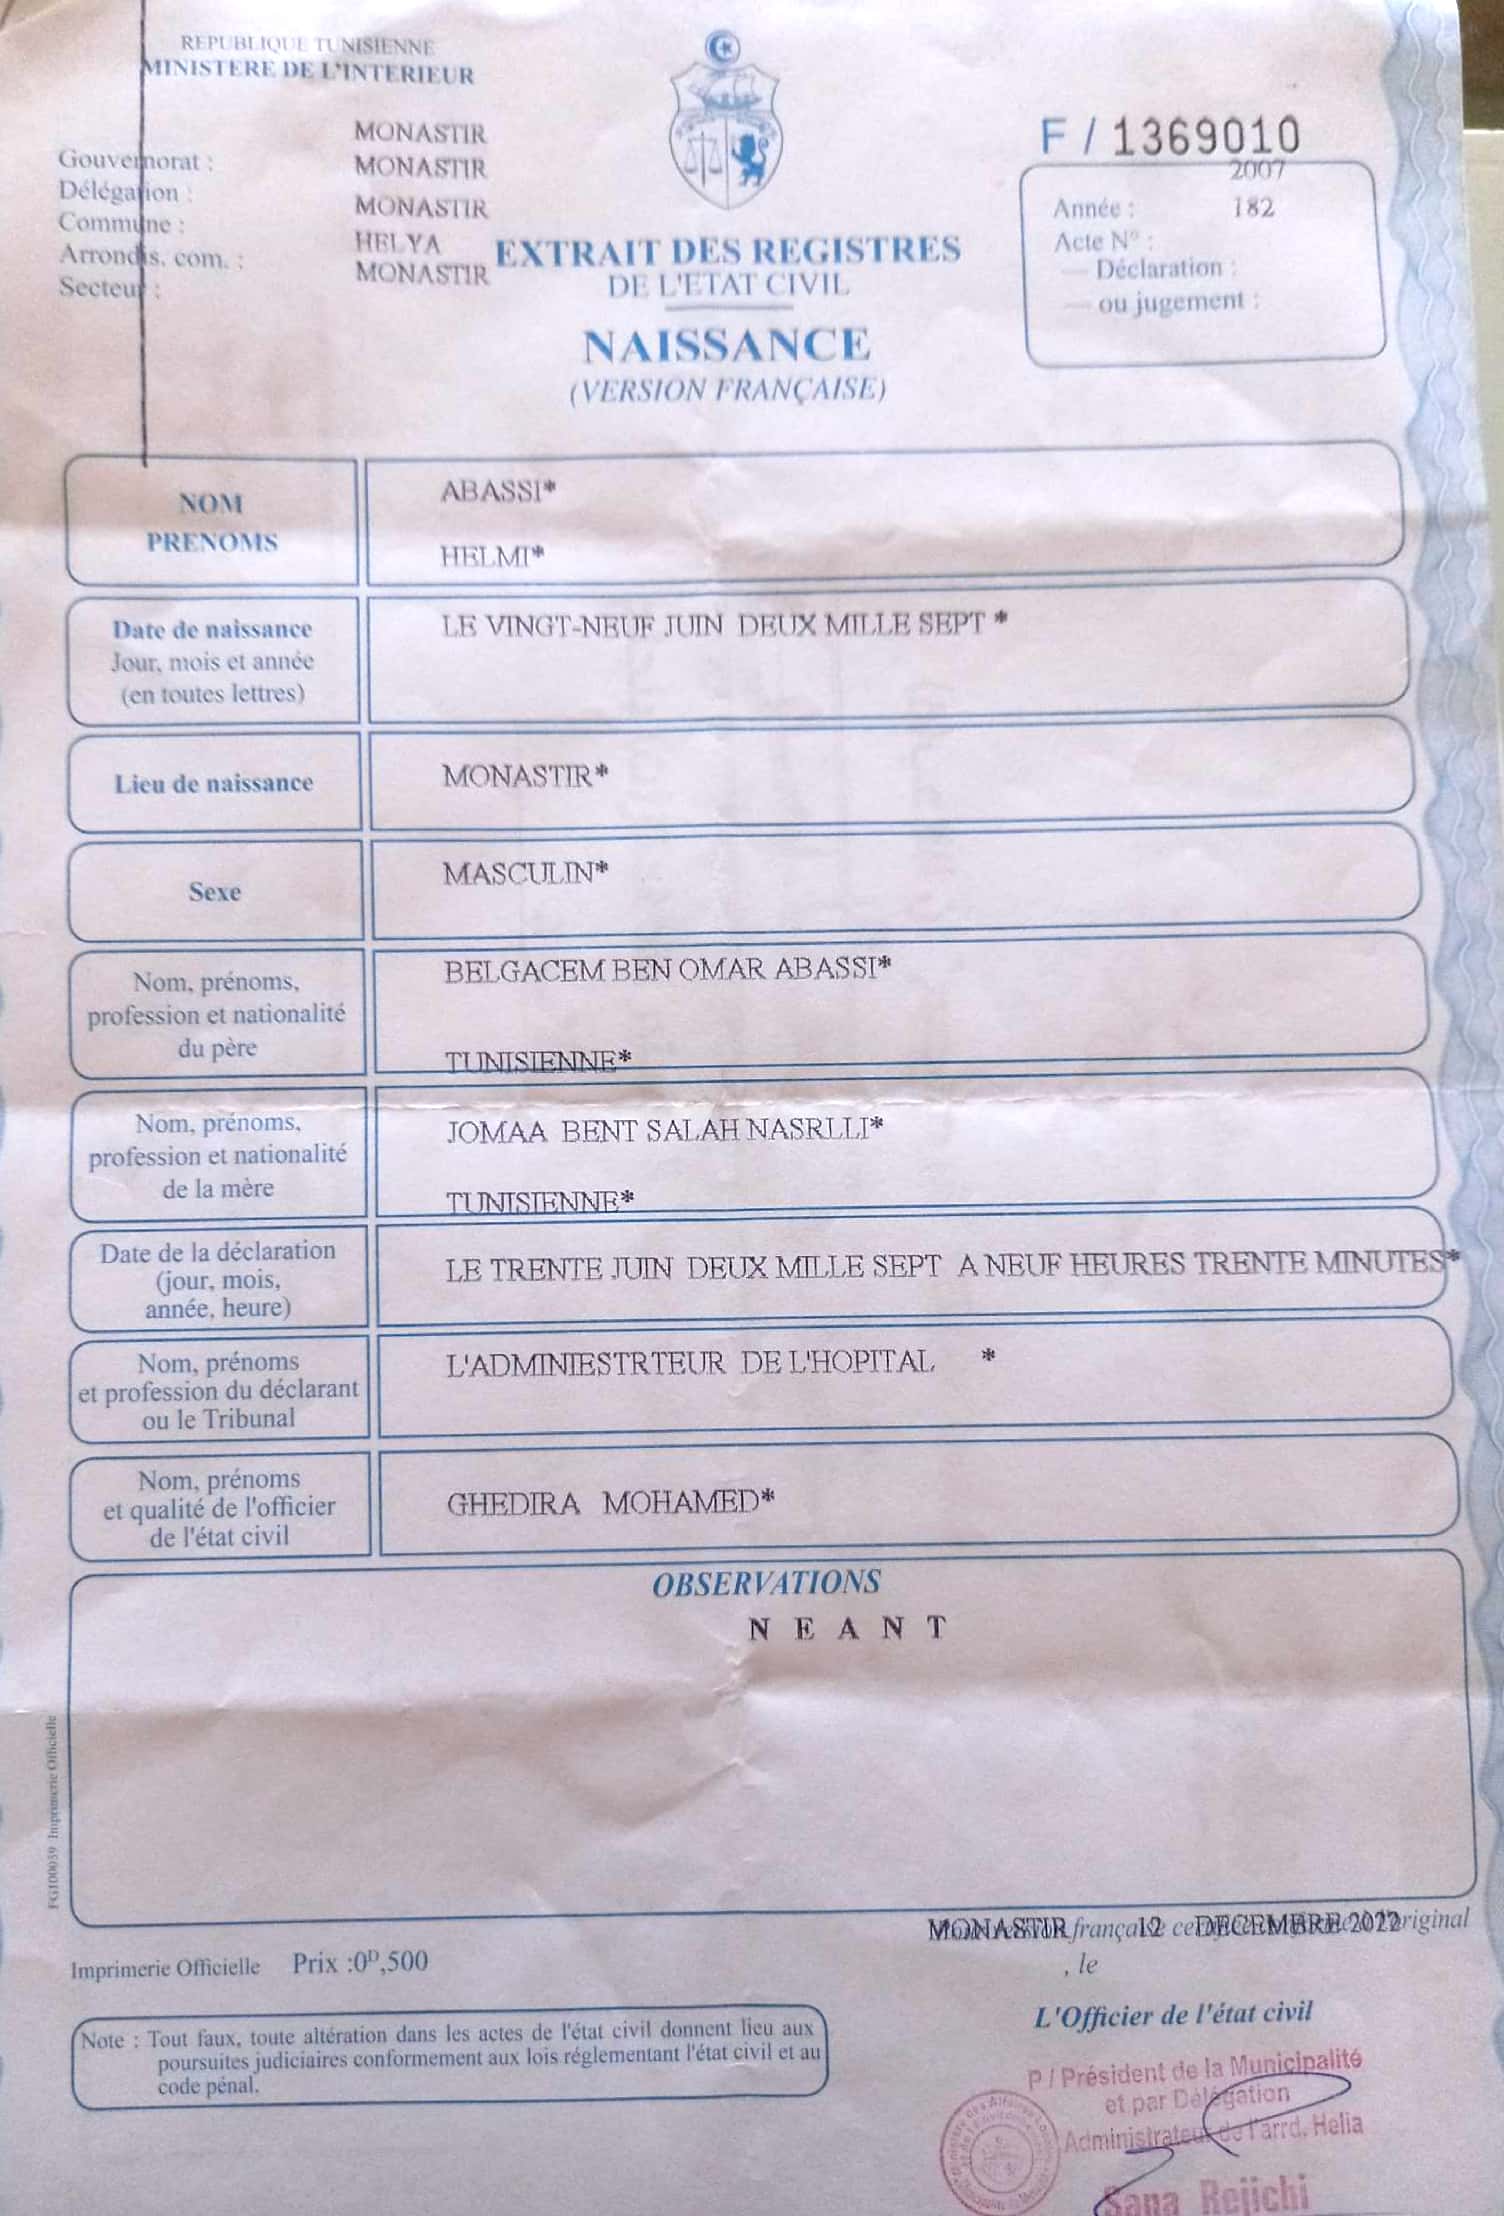 REPUBLIQUE TUNISIENNE
MINISTERE DE L'INTERIEUR
Gouvernorat : MONASTIR
Délégation : MONASTIR
Commune : MONASTIR
Arrondis. com. : HELYA
Secteur : MONASTIR
F / 1369010
2007
Année : 182
Acte N° :
— Déclaration :
— ou jugement :
EXTRAIT DES REGISTRES
DE L'ETAT CIVIL
NAISSANCE
(VERSION FRANÇAISE)
NOM
PRENOMS
ABASSI*
HELMI*
Date de naissance
Jour, mois et année
(en toutes lettres)
LE VINGT-NEUF JUIN DEUX MILLE SEPT *
Lieu de naissance
MONASTIR*
Sexe
MASCULIN*
Nom, prénoms,
profession et nationalité
du père
BELGACEM BEN OMAR ABASSI*
TUNISIENNE*
Nom, prénoms,
profession et nationalité
de la mère
JOMAA BENT SALAH NASRLLI*
TUNISIENNE*
Date de la déclaration
(jour, mois,
année, heure)
LE TRENTE JUIN DEUX MILLE SEPT A NEUF HEURES TRENTE MINUTES*
Nom, prénoms
et profession du déclarant
ou le Tribunal
L'ADMINIESTRTEUR DE L'HOPITAL *
Nom, prénoms
et qualité de l'officier
de l'état civil
GHEDIRA MOHAMED*
OBSERVATIONS
N E A N T
FG100039 Imprimerie Officielle
MONASTIR française 12 DECEMBRE 2022 original
, le
Imprimerie Officielle Prix :0D,500
L'Officier de l'état civil
Note : Tout faux, toute altération dans les actes de l'état civil donnent lieu aux
poursuites judiciaires conformement aux lois réglementant l'état civil et au
code pénal.
P / Président de la Municipalité
et par Délégation
Administrateur de l'arrd. Helia
Sana Rejichi